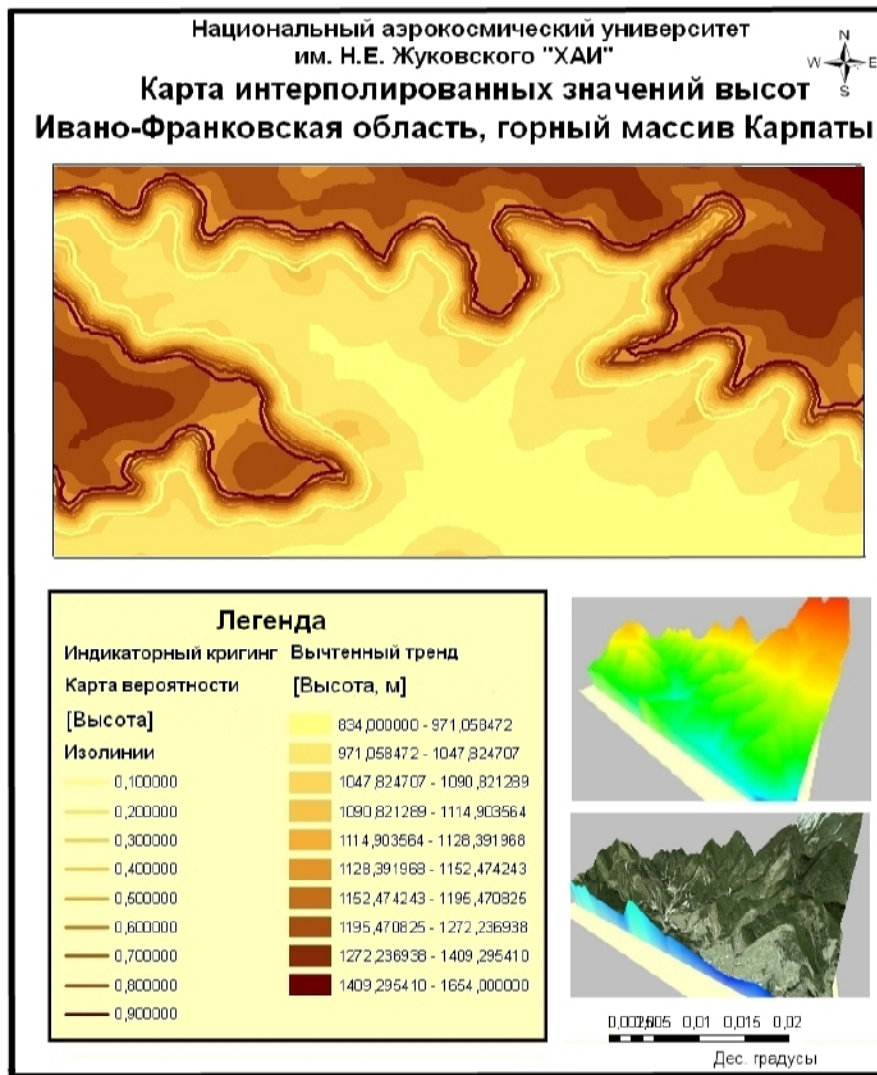 Национальный аэрокосмический университет
им. Н.Е. Жуковского "ХАИ"
N
W E
S
Карта интерполированных значений высот
Ивано-Франковская область, горный массив Карпаты
Легенда
Индикаторный кригинг
Карта вероятности
[Высота]
Изолинии
0,100000
0,200000
0,300000
0,400000
0,500000
0,600000
0,700000
0,800000
0,900000
Вычтенный тренд
[Высота, м]
834,000000 - 971,058472
971,058472 - 1047,824707
1047,824707 - 1090,821289
1090,821289 - 1114,903564
1114,903564 - 1128,391968
1128,391968 - 1152,474243
1152,474243 - 1195,470825
1195,470825 - 1272,236938
1272,236938 - 1409,295410
1409,295410 - 1654,000000
0,01 0,015 0,02
Дес. градусы